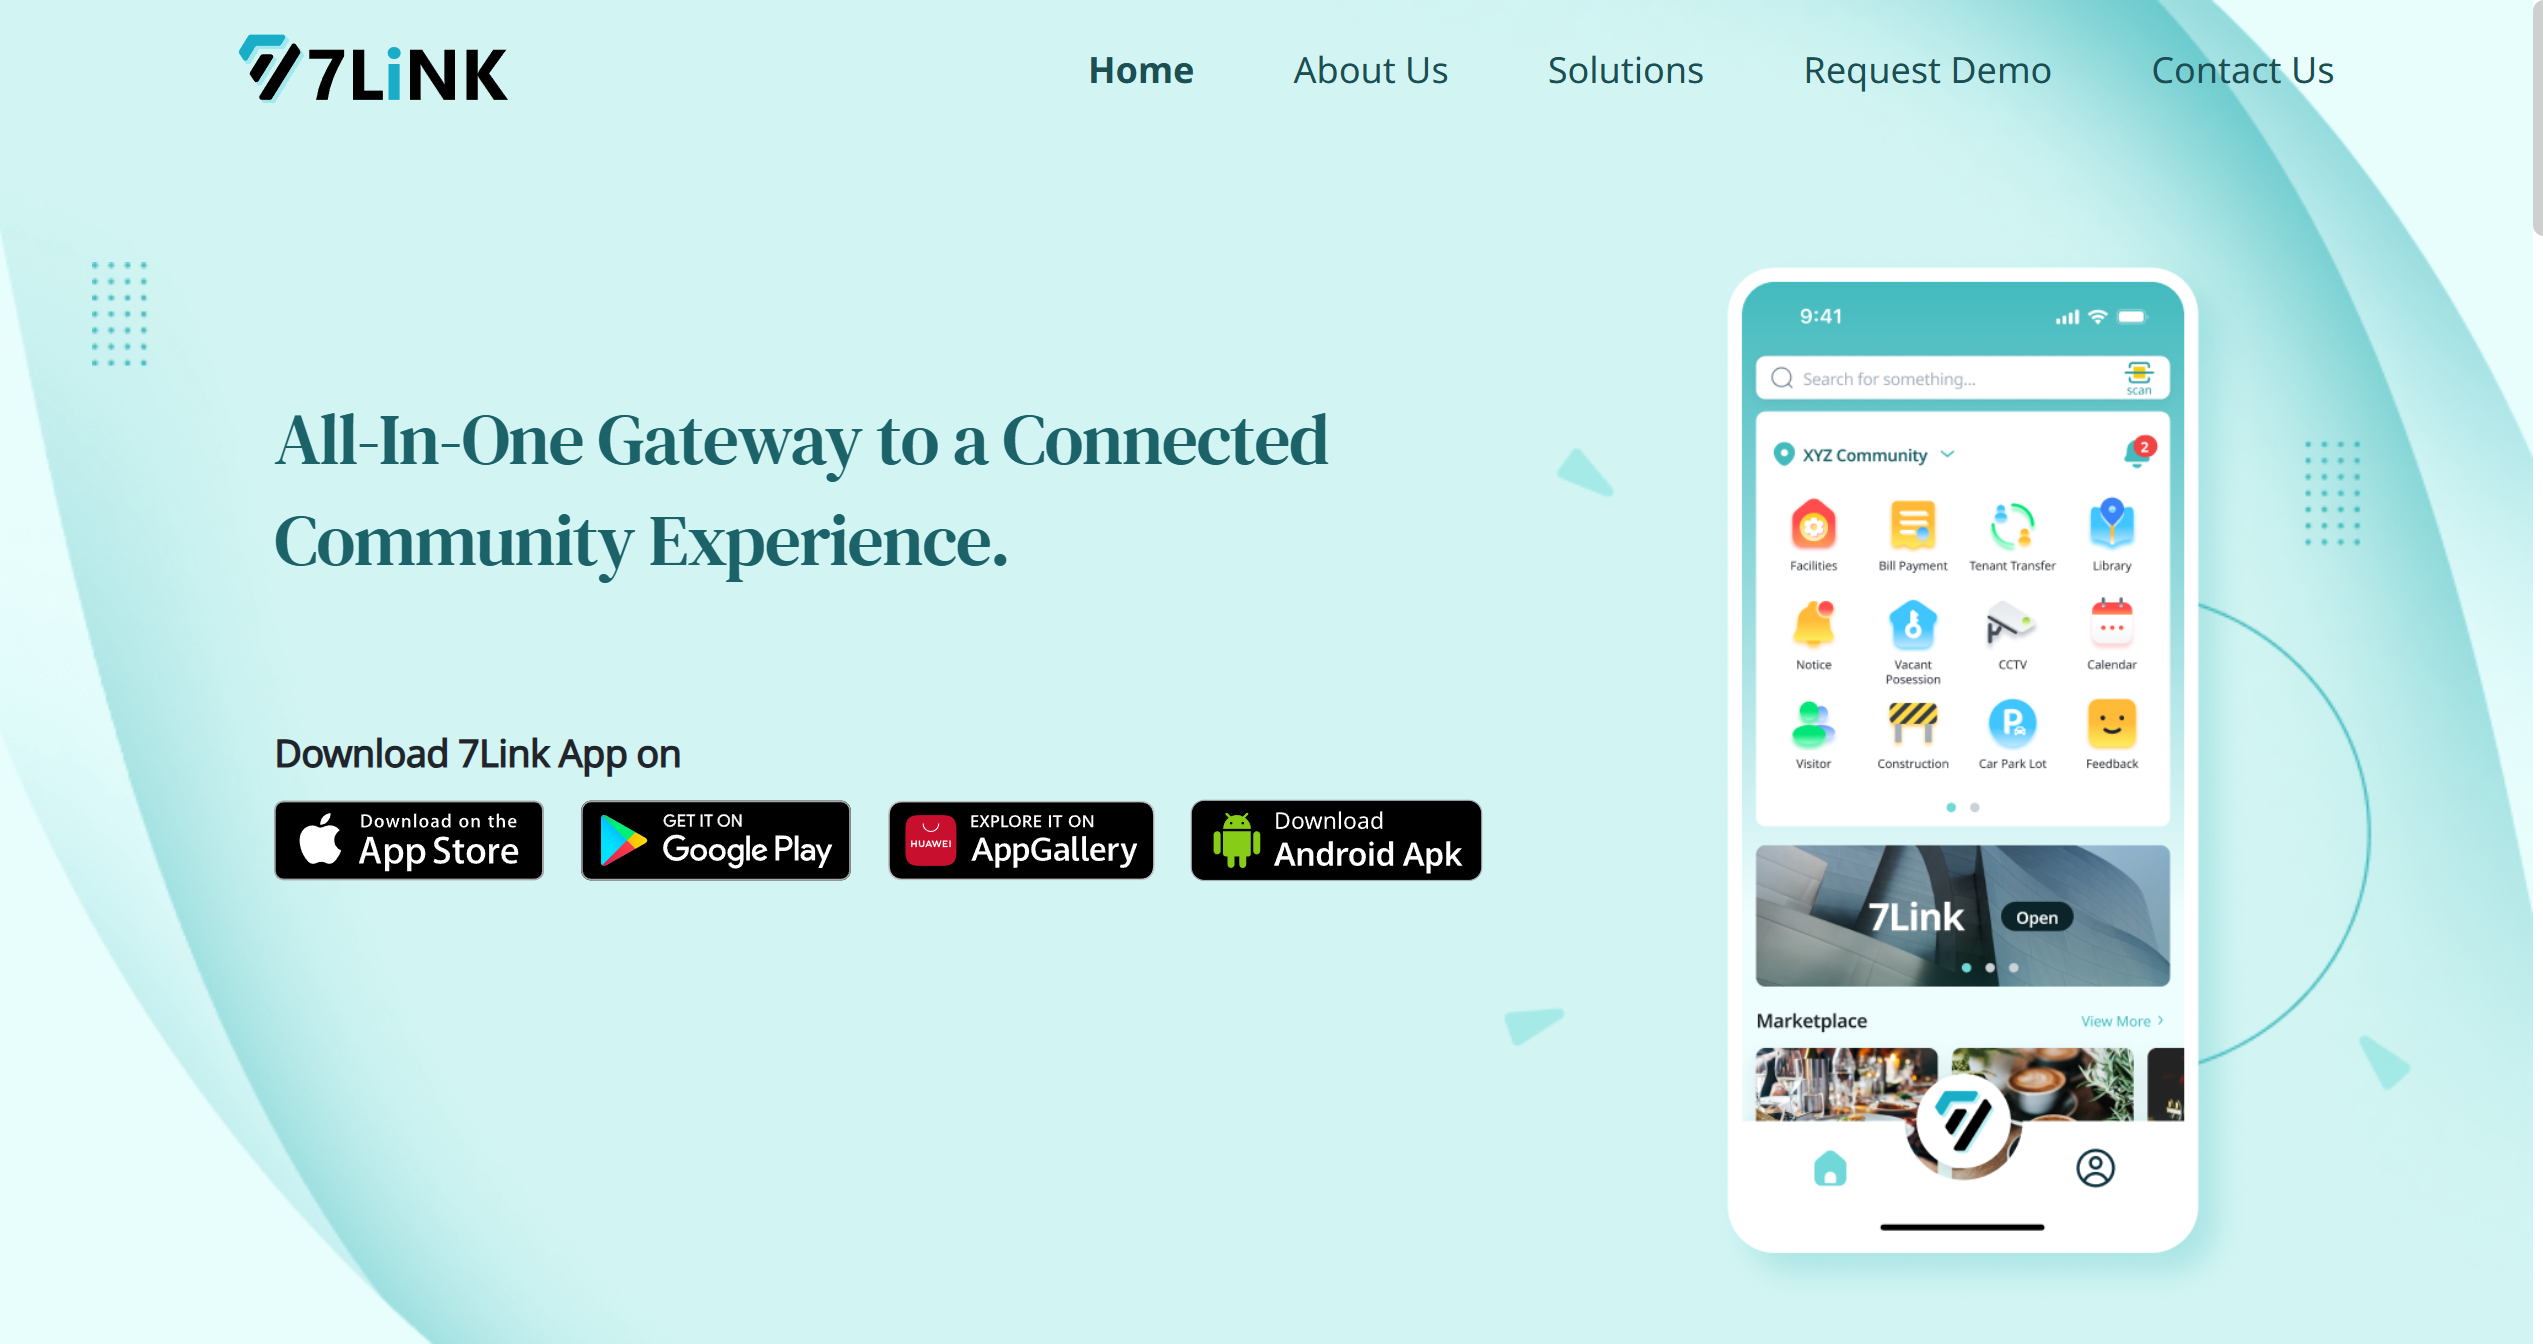 7LiNK
Home
About Us
Solutions
Request Demo
Contact Us
All-In-One Gateway to a Connected
Community Experience.
Download 7Link App on
Download on the
App Store
GET IT ON
Google Play
HUAWEI
EXPLORE IT ON
AppGallery
Download
Android Apk
9:41
Search for something...
scan
XYZ Community
2
Facilities
Bill Payment
Tenant Transfer
Library
Notice
Vacant
Posession
CCTV
Calendar
Visitor
Construction
P
Car Park Lot
Feedback
7Link
Open
Marketplace
View More